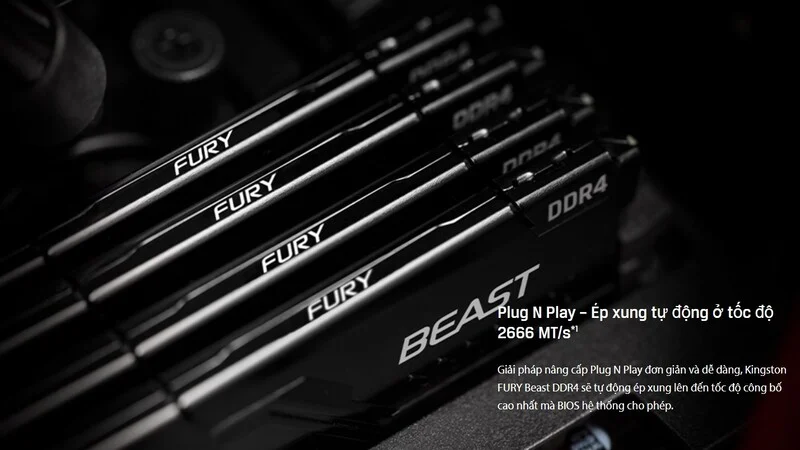 DDR4
DDR4
DDR4
DDR4
FURY
FURY
FURY
FURY
BEAST
Plug N Play – Ép xung tự động ở tốc độ
2666 MT/s*1
Giải pháp nâng cấp Plug N Play đơn giản và dễ dàng, Kingston
FURY Beast DDR4 sẽ tự động ép xung lên đến tốc độ công bố
cao nhất mà BIOS hệ thống cho phép.